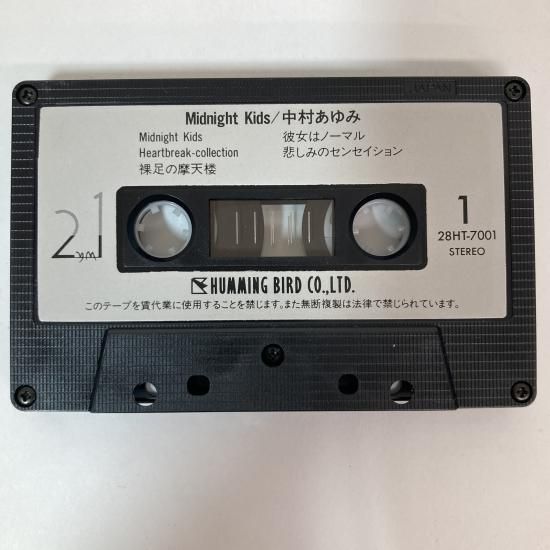 JAPAN
Midnight Kids/中村あゆみ
Midnight Kids
Heartbreak-collection
裸足の摩天楼
彼女はノーマル
悲しみのセンセイション
21
1
28HT-7001
STEREO
HUMMING BIRD CO.,LTD.
このテープを賃代業に使用することを禁じます。また無断複製は法律で禁じられています。